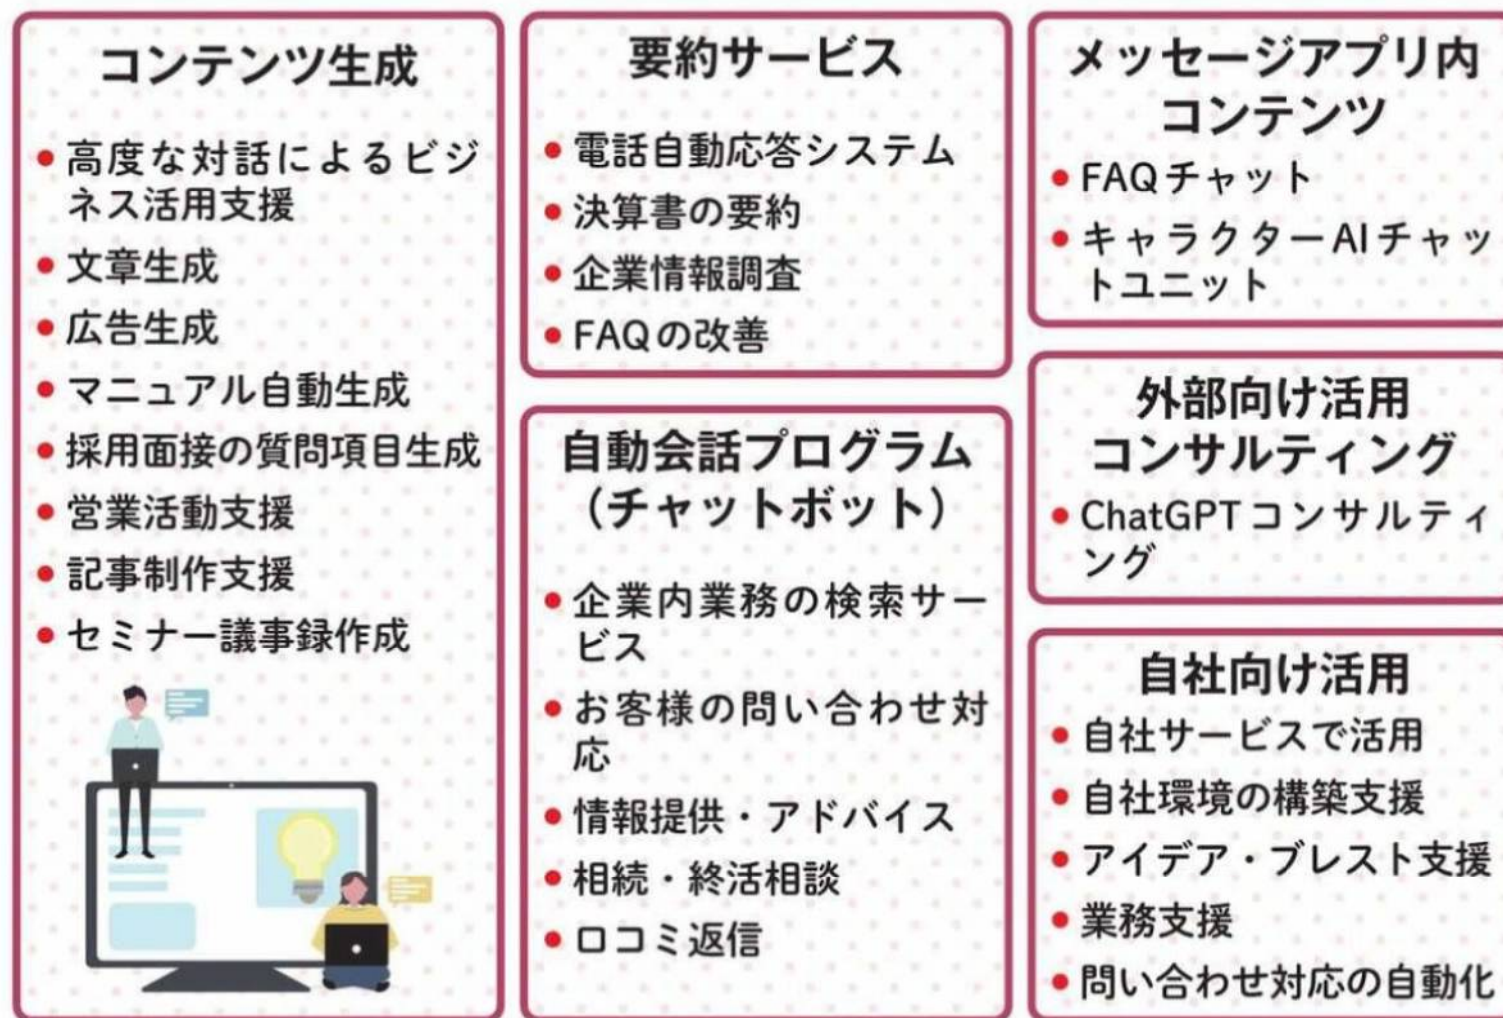 コンテンツ生成
高度な対話によるビジ
ネス活用支援
文章生成
広告生成
マニュアル自動生成
採用面接の質問項目生成
営業活動支援
記事制作支援
セミナー議事録作成
要約サービス
電話自動応答システム
決算書の要約
企業情報調査
FAQの改善
自動会話プログラム
（チャットボット）
企業内業務の検索サー
ビス
お客様の問い合わせ対
応
情報提供・アドバイス
相続・終活相談
口コミ返信
メッセージアプリ内
コンテンツ
FAQチャット
キャラクターAIチャッ
トユニット
外部向け活用
コンサルティング
ChatGPTコンサルティ
ング
自社向け活用
自社サービスで活用
自社環境の構築支援
アイデア・ブレスト支援
業務支援
問い合わせ対応の自動化